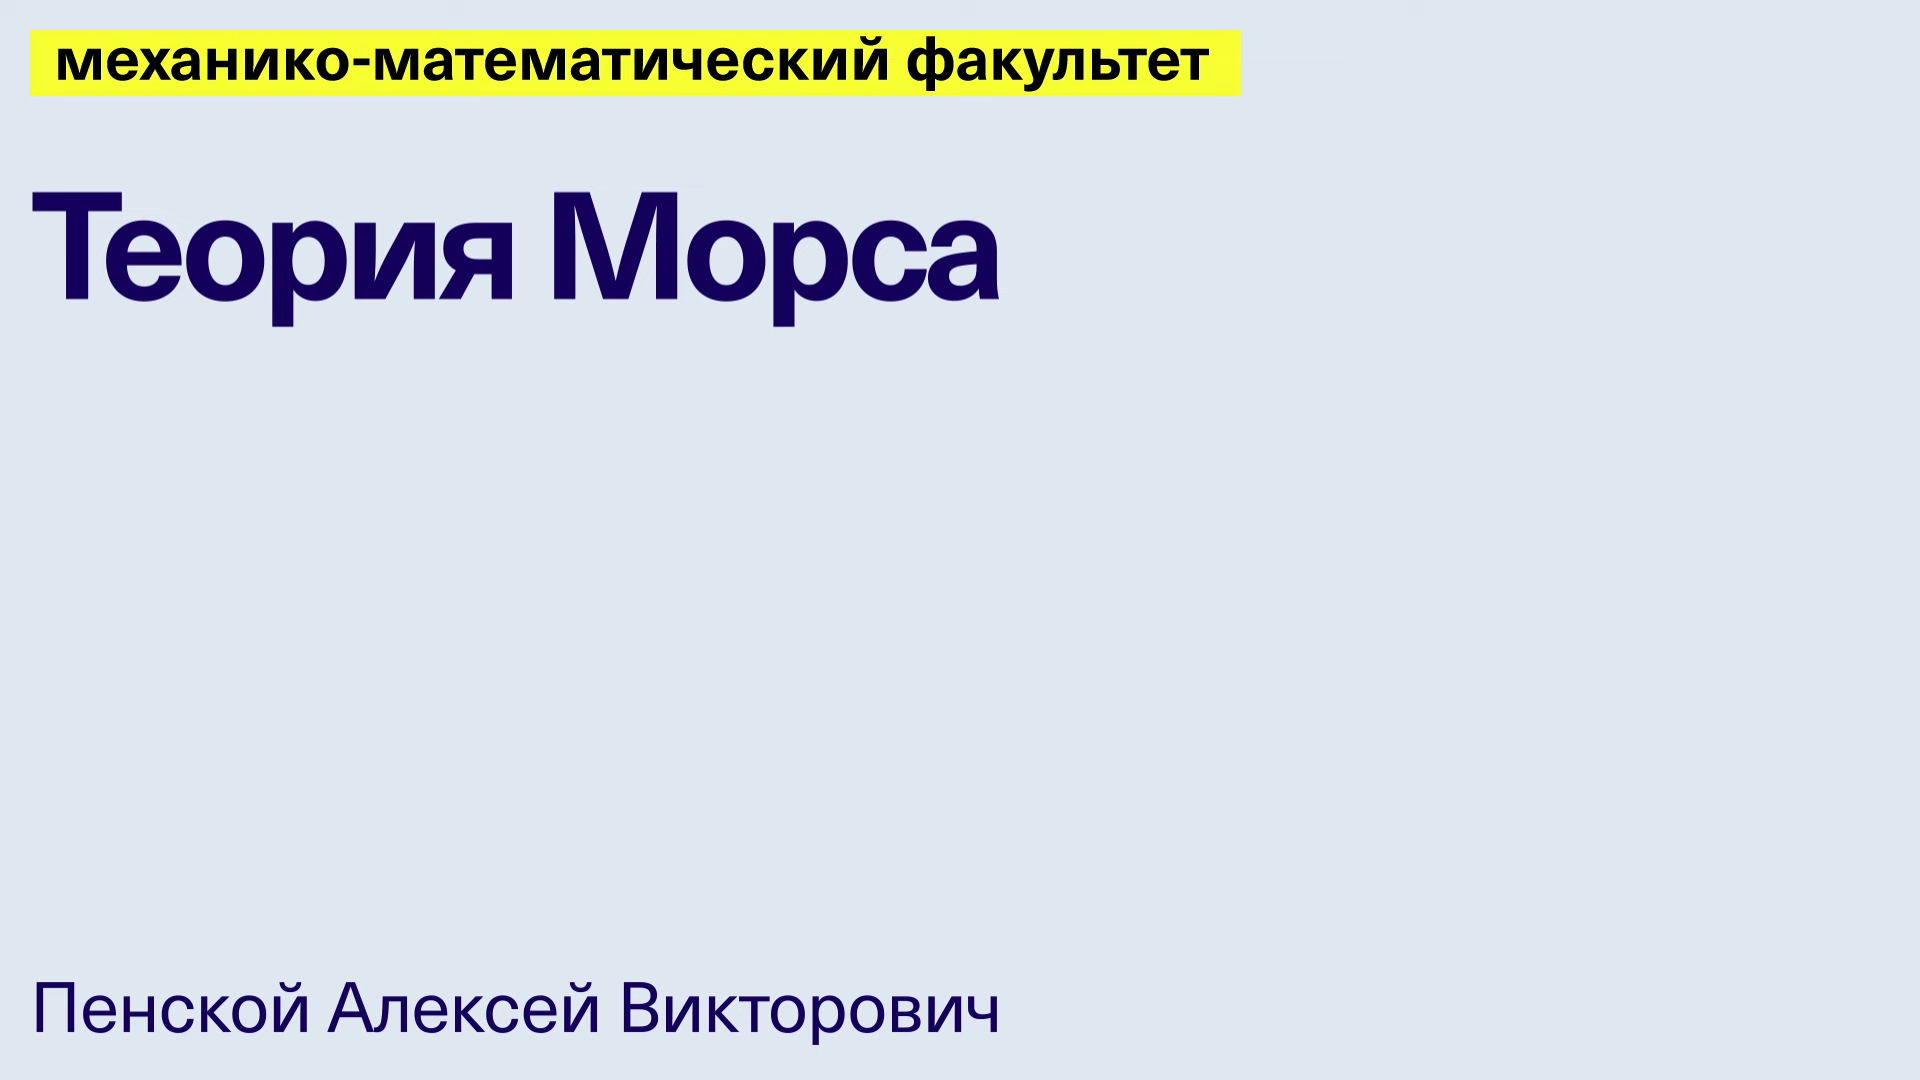 механико-математический факультет
Теория Морса
Пенской Алексей Викторович